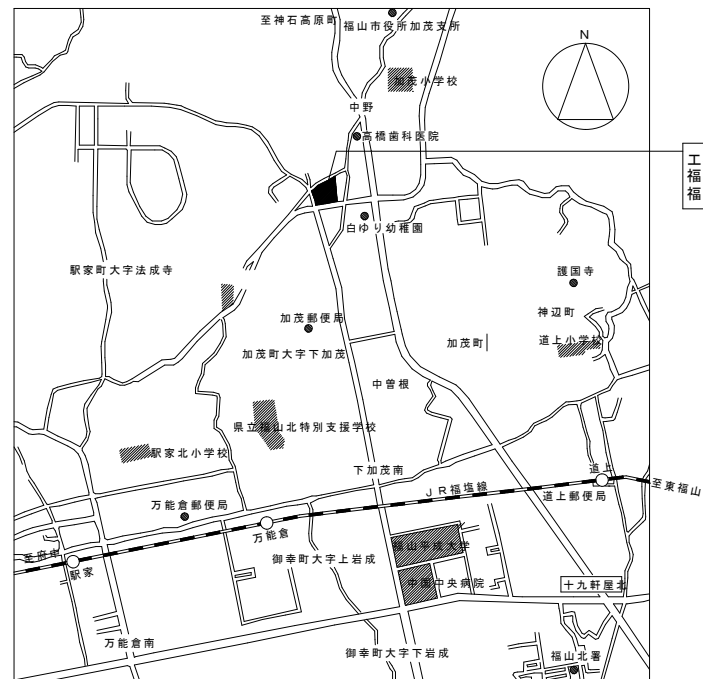 至神石高原町
福山市役所加茂支所
N
加茂小学校
中野
高橋歯科医院
工
福
福
白ゆり幼稚園
駅家町大字法成寺
護国寺
神辺町
加茂郵便局
加茂町
道上小学校
加茂町大字下加茂
中曽根
県立福山北特別支援学校
駅家北小学校
下加茂南
道上
JR福塩線
至東福山
道上郵便局
万能倉郵便局
万能倉
福山平成大学
至府中
御幸町大字上岩成
駅家
中国中央病院
十九軒屋北
万能倉南
御幸町大字下岩成
福山北署